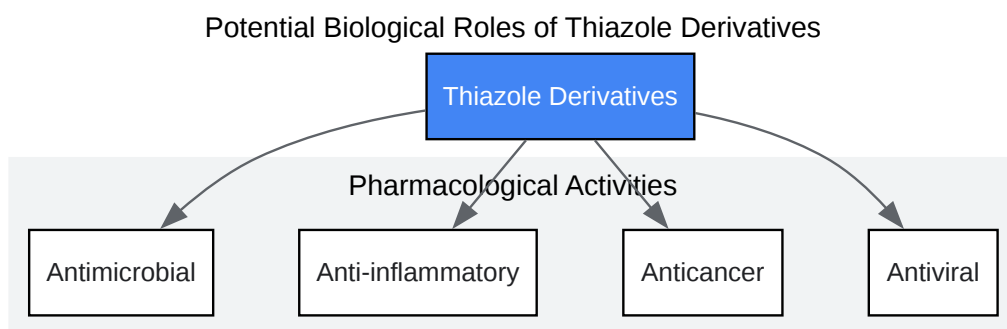 Potential Biological Roles of Thiazole Derivatives
Thiazole Derivatives
Pharmacological Activities
Antimicrobial
Anti-inflammatory
Anticancer
Antiviral